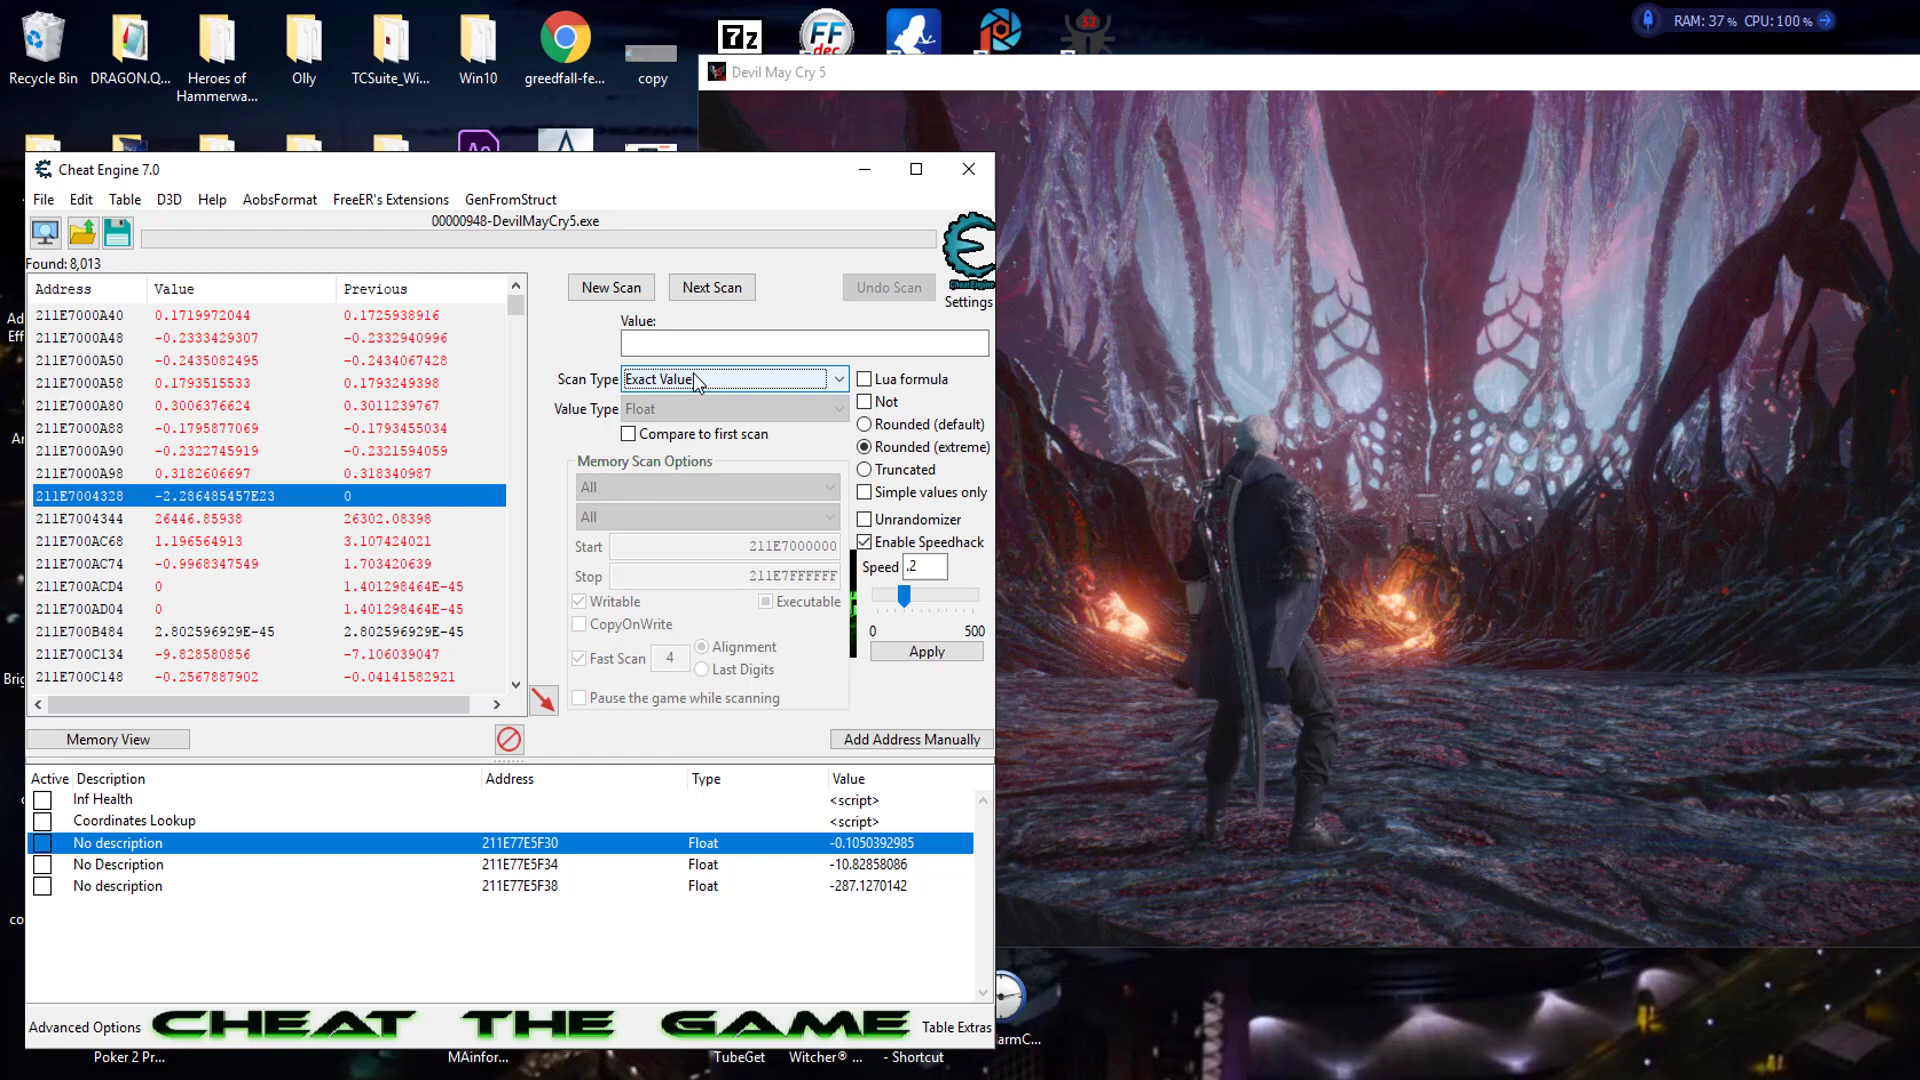 RAM: 37 % CPU: 100 %
7z
FF
dec
32
Recycle Bin
DRAGON.Q...
Heroes of
Hammerwa...
Olly
TCSuite_Wi...
Win10
greedfall-fe...
copy
Devil May Cry 5
Cheat Engine 7.0
File Edit Table D3D Help AobsFormat FreeER's Extensions GenFromStruct
00000948-DevilMayCry5.exe
Found: 8,013
Address Value Previous
211E7000A40 0.1719972044 0.1725938916
211E7000A48 -0.2333429307 -0.2332940996
211E7000A50 -0.2435082495 -0.2434067428
211E7000A58 0.1793515533 0.1793249398
211E7000A80 0.3006376624 0.3011239767
211E7000A88 -0.1795877069 -0.1793455034
211E7000A90 -0.2322745919 -0.2321594059
211E7000A98 0.3182606697 0.318340987
211E7004328 -2.286485457E23 0
211E7004344 26446.85938 26302.08398
211E700AC68 1.196564913 3.107424021
211E700AC74 -0.9968347549 1.703420639
211E700ACD4 0 1.401298464E-45
211E700AD04 0 1.401298464E-45
211E700B484 2.802596929E-45 2.802596929E-45
211E700C134 -9.828580856 -7.106039047
211E700C148 -0.2567887902 -0.04141582921
New Scan Next Scan Undo Scan
Settings
Value:
Scan Type Exact Value
Value Type Float
Compare to first scan
Lua formula
Not
Rounded (default)
Rounded (extreme)
Truncated
Simple values only
Unrandomizer
Enable Speedhack
Speed .2
0 500
Apply
Memory Scan Options
All
All
Start 211E7000000
Stop 211E7FFFFFF
Writable Executable
CopyOnWrite
Fast Scan 4 Alignment
Last Digits
Pause the game while scanning
Memory View
Add Address Manually
Active Description Address Type Value
Inf Health <script>
Coordinates Lookup <script>
No description 211E77E5F30 Float -0.1050392985
No Description 211E77E5F34 Float -10.82858086
No description 211E77E5F38 Float -287.1270142
Advanced Options CHEAT THE GAME Table Extras
Poker 2 Pr...
MAinfor...
TubeGet
Witcher® ...
- Shortcut
armC...